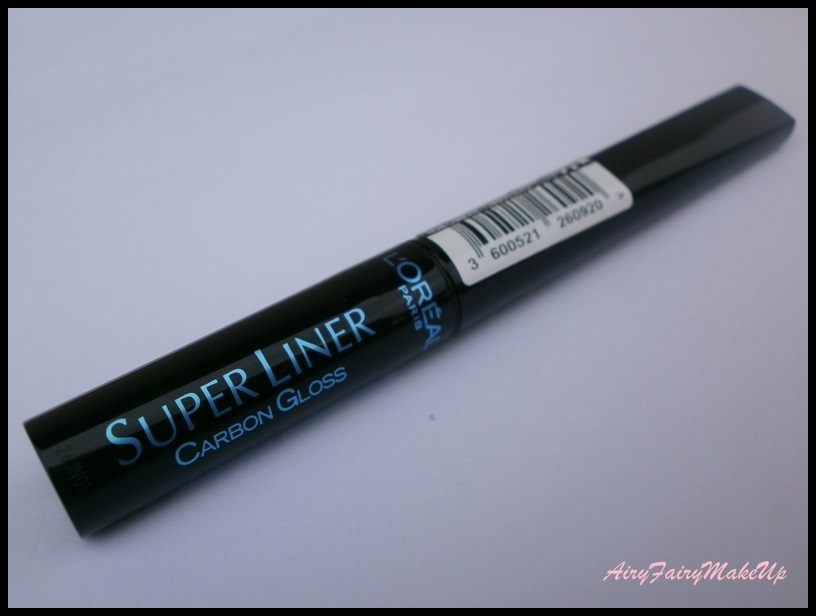 L'ORÉAL
PARIS
SUPER LINER
CARBON GLOSS
3 600521 260920 >
AiryFairyMakeUp